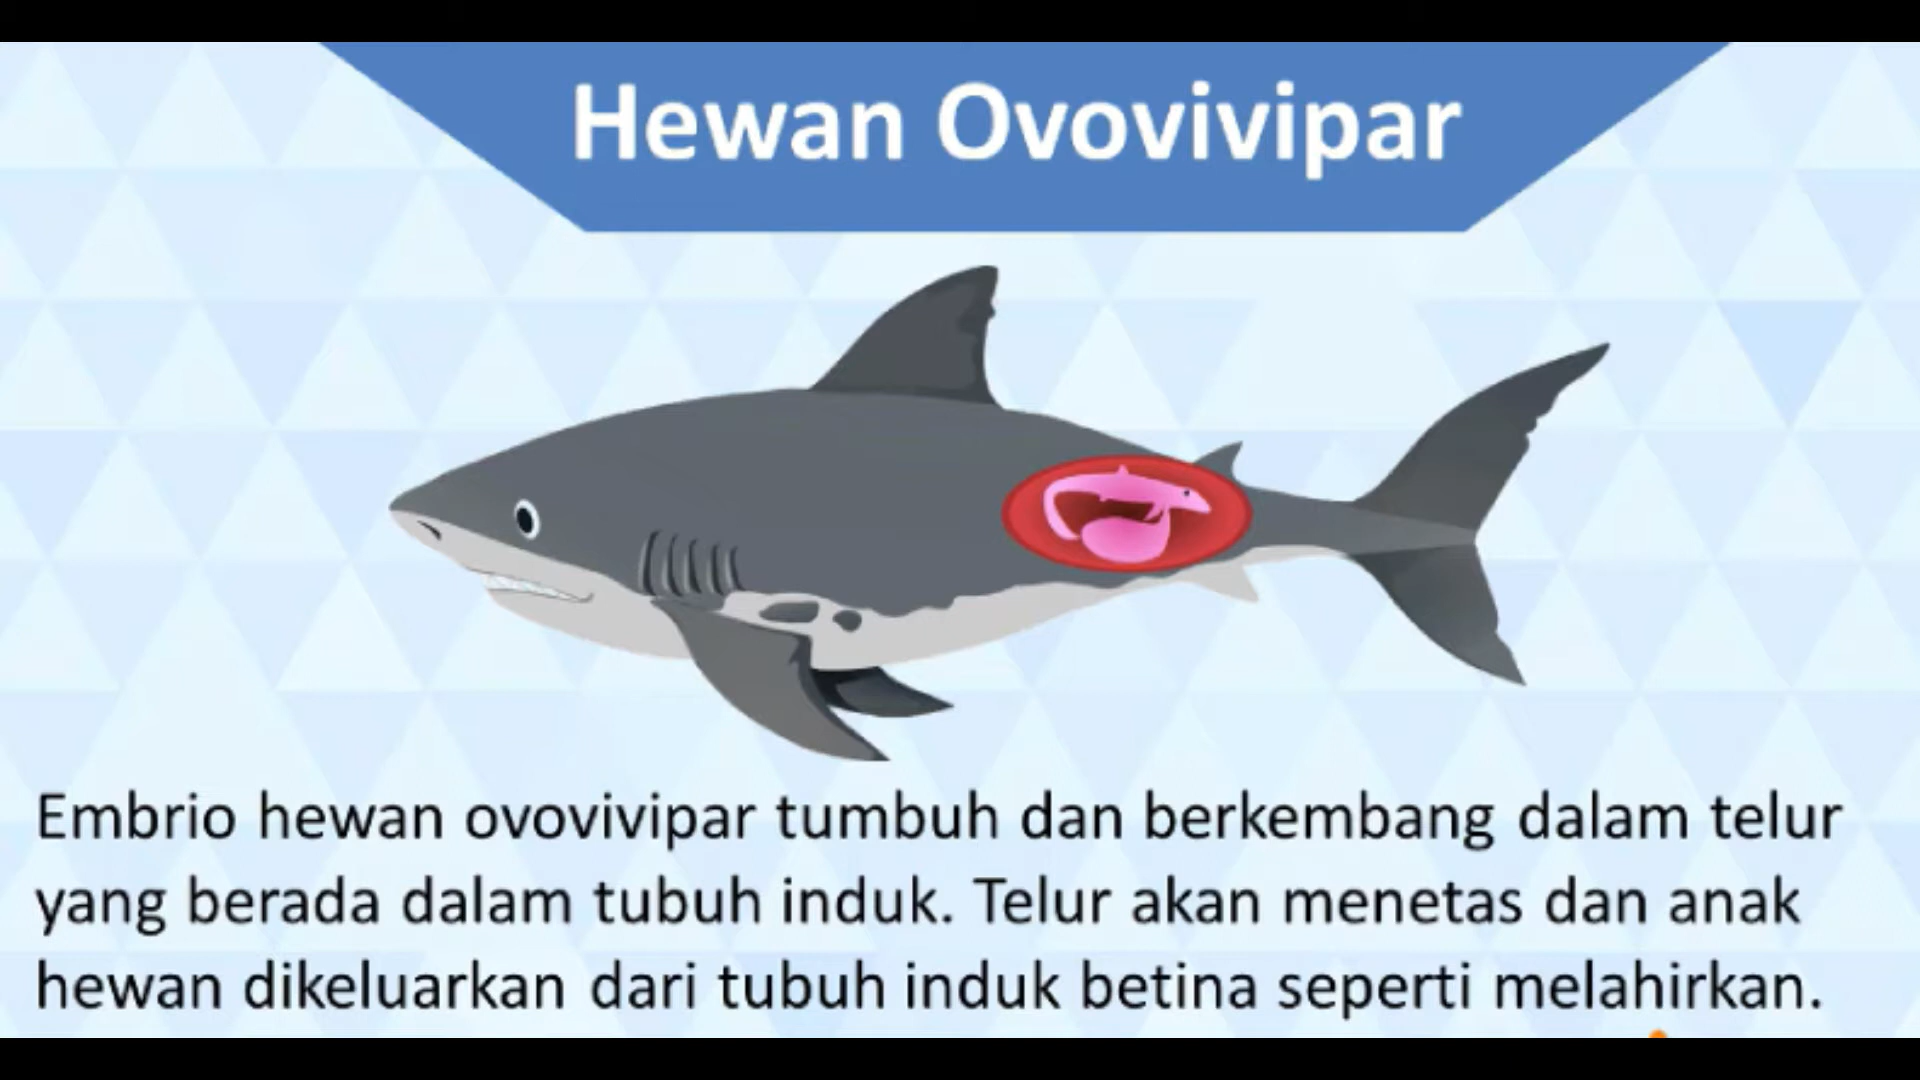 Hewan Ovovivipar
Embrio hewan ovovivipar tumbuh dan berkembang dalam telur
yang berada dalam tubuh induk. Telur akan menetas dan anak
hewan dikeluarkan dari tubuh induk betina seperti melahirkan.